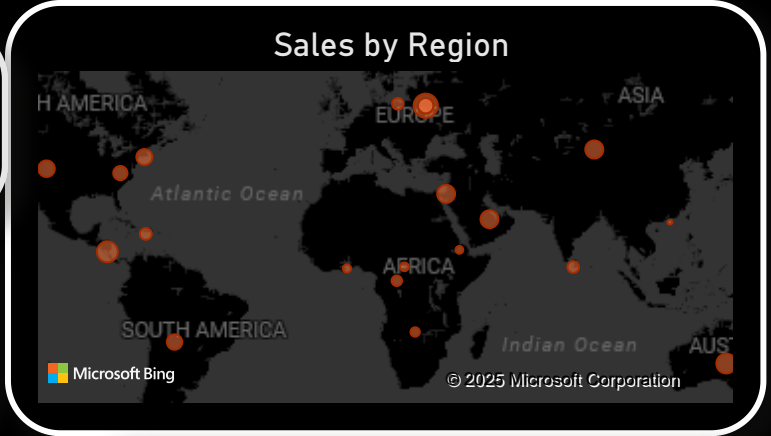 Sales by Region
H AMERICA
ASIA
EUROPE
Atlantic Ocean
AFRICA
SOUTH AMERICA
Indian Ocean
AUST
Microsoft Bing
© 2025 Microsoft Corporation